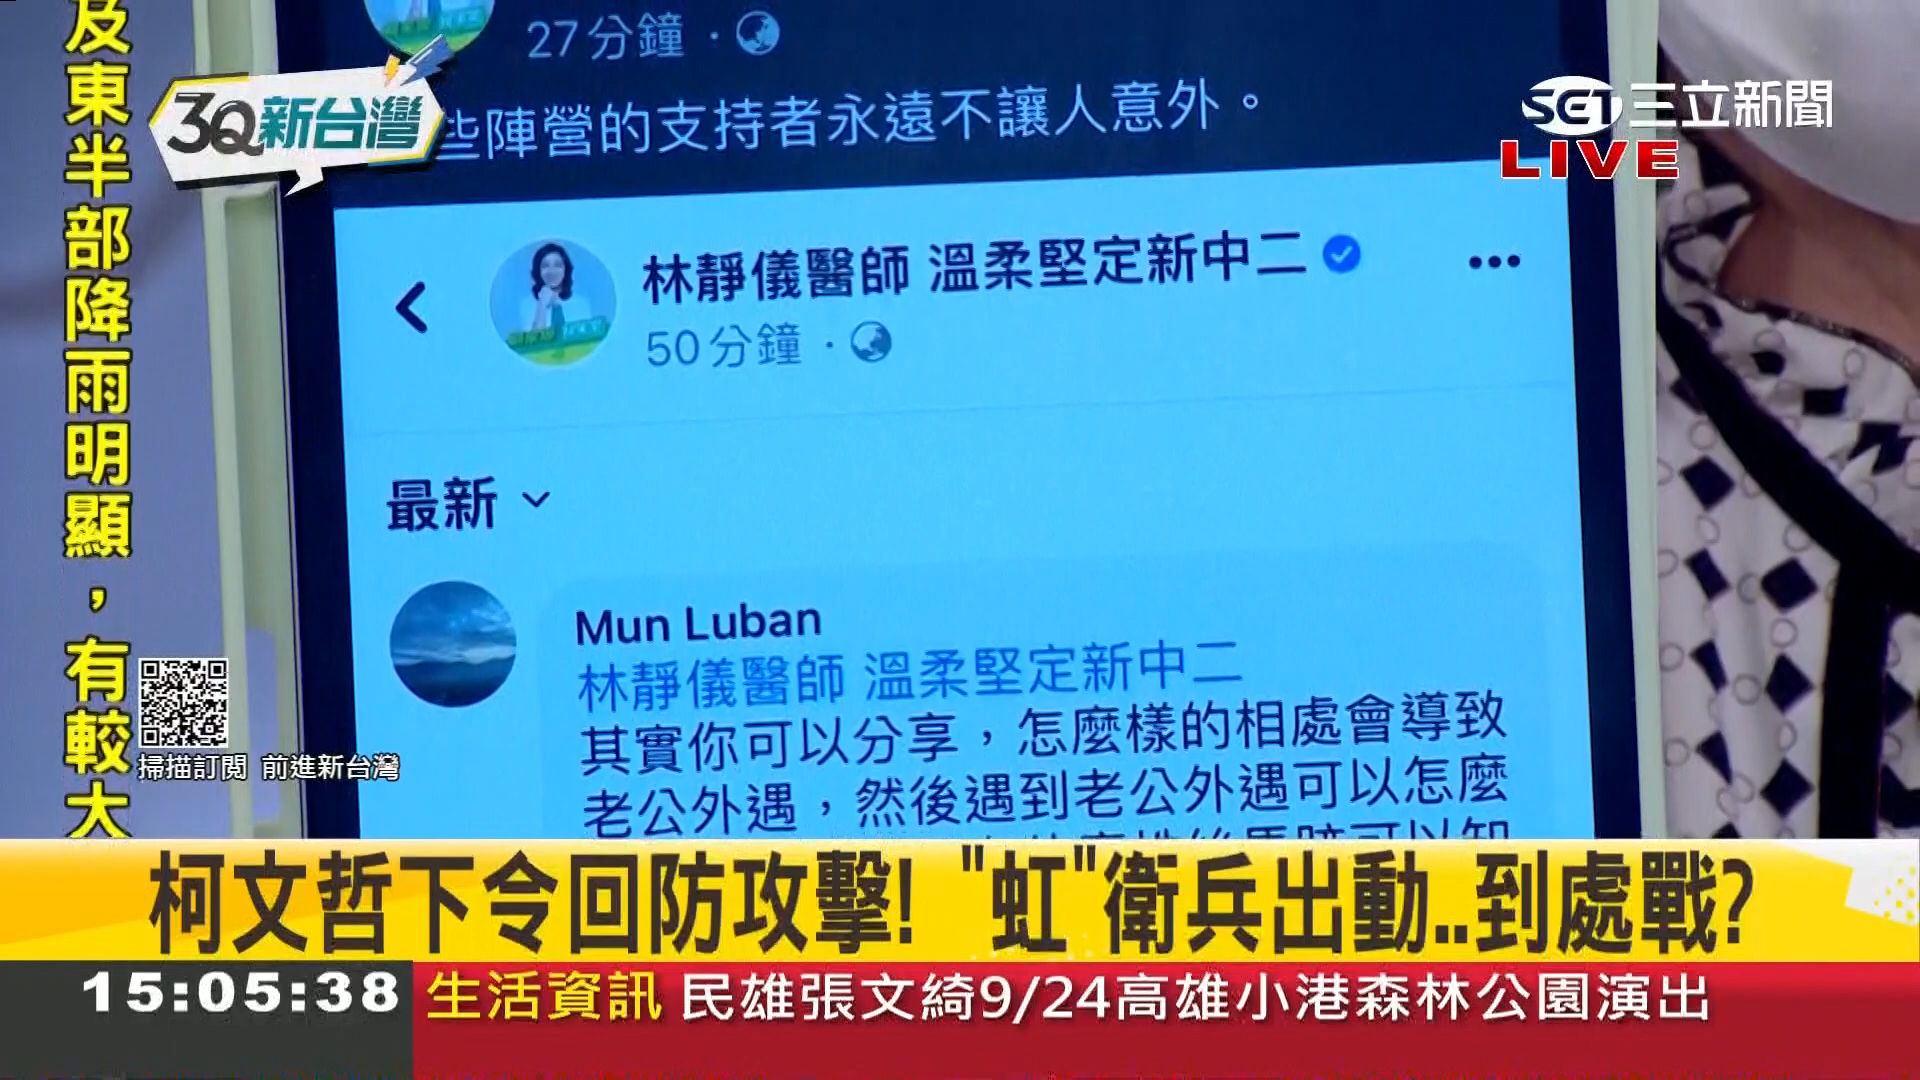 及東半部降雨明顯，有較大
3Q新台灣
27分鐘
些陣營的支持者永遠不讓人意外。
SET三立新聞
LIVE
林靜儀醫師 溫柔堅定新中二
50分鐘
最新
Mun Luban
林靜儀醫師 溫柔堅定新中二
其實你可以分享，怎麼樣的相處會導致
老公外遇，然後遇到老公外遇可以怎麼
掃描訂閱 前進新台灣
柯文哲下令回防攻擊! "虹"衛兵出動..到處戰?
15:05:38
生活資訊 民雄張文綺9/24高雄小港森林公園演出